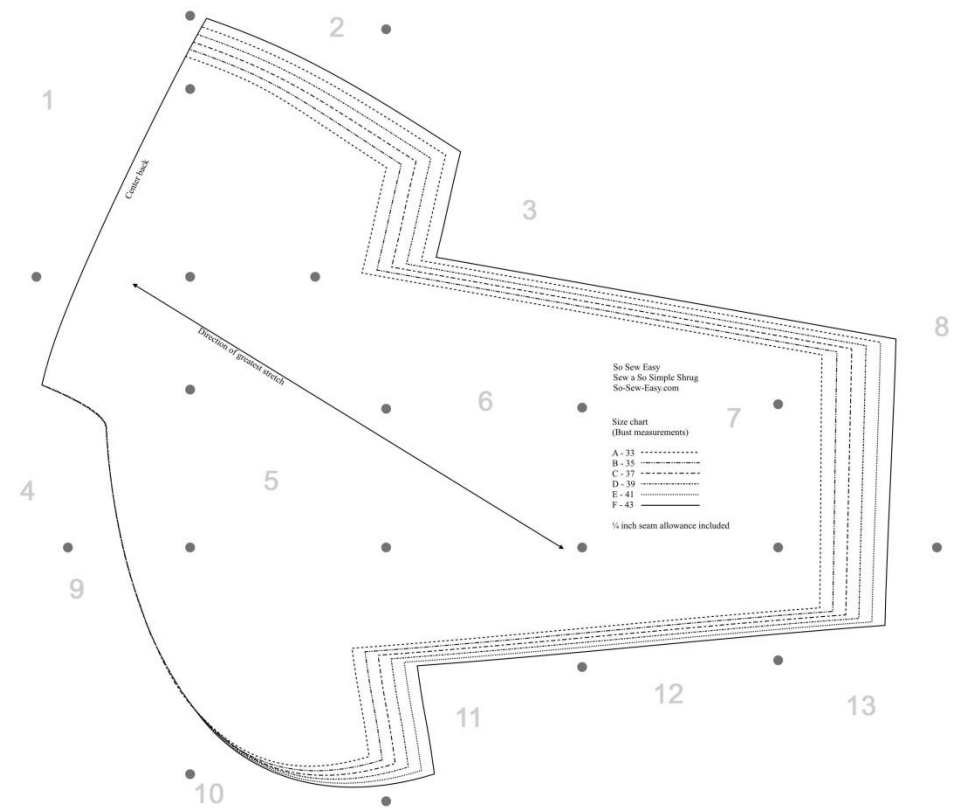 2
1
Center back
3
8
Direction of greatest stretch
So Sew Easy
Sew a So Simple Shrug
So-Sew-Easy.com
6
7
Size chart
(Bust measurements)
A - 33
B - 35
C - 37
D - 39
E - 41
F - 43
¼ inch seam allowance included
5
4
9
11
12
13
10